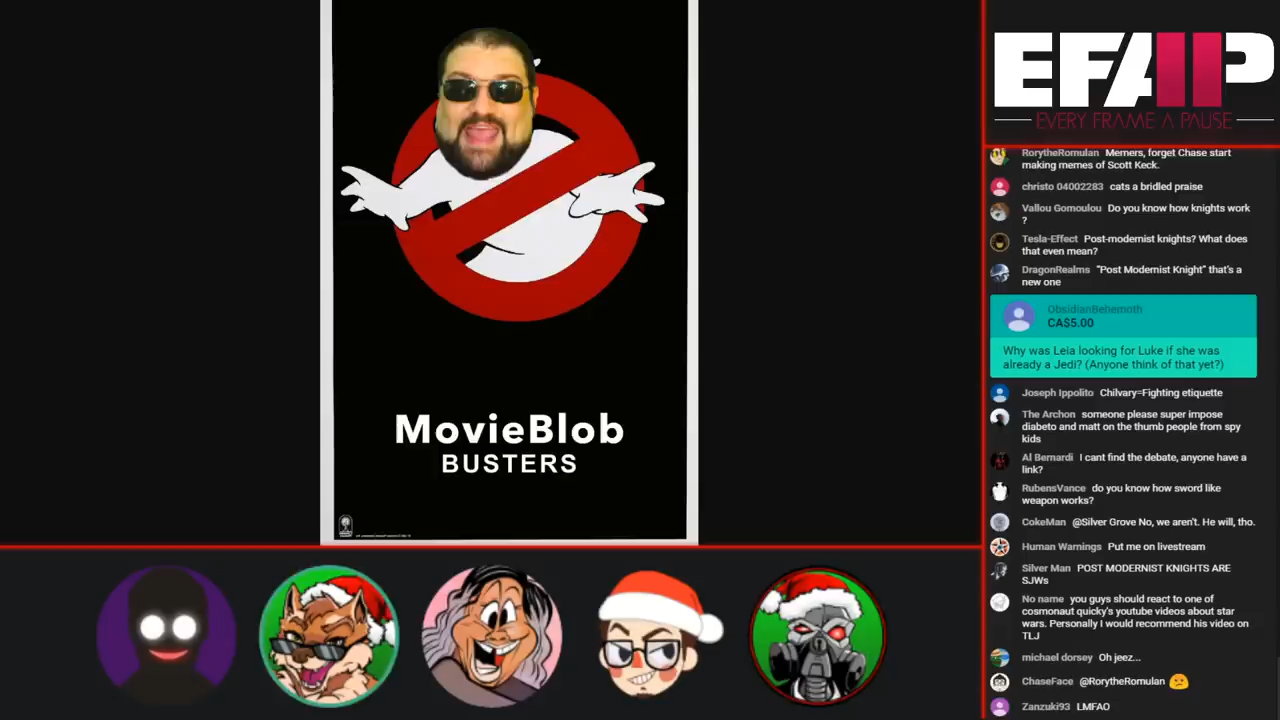 MovieBlob
BUSTERS
EFAP
EVERY FRAME A PAUSE
RorytheRomulan Memers, forget Chase start
making memes of Scott Keck.
christo 04002283 cats a bridled praise
Vallou Gomoulou Do you know how knights work
?
Tesla-Effect Post-modernist knights? What does
that even mean?
DragonRealms "Post Modernist Knight" that's a
new one
ObsidianBehemoth
CA$5.00
Why was Leia looking for Luke if she was
already a Jedi? (Anyone think of that yet?)
Joseph Ippolito Chilvary=Fighting etiquette
The Archon someone please super impose
diabeto and matt on the thumb people from spy
kids
Al Bernardi I cant find the debate, anyone have a
link?
RubensVance do you know how sword like
weapon works?
CokeMan @Silver Grove No, we aren't. He will, tho.
Human Warnings Put me on livestream
Silver Man POST MODERNIST KNIGHTS ARE
SJWs
No name you guys should react to one of
cosmonaut quicky's youtube videos about star
wars. Personally I would recommend his video on
TLJ
michael dorsey Oh jeez...
ChaseFace @RorytheRomulan
Zanzuki93 LMFAO